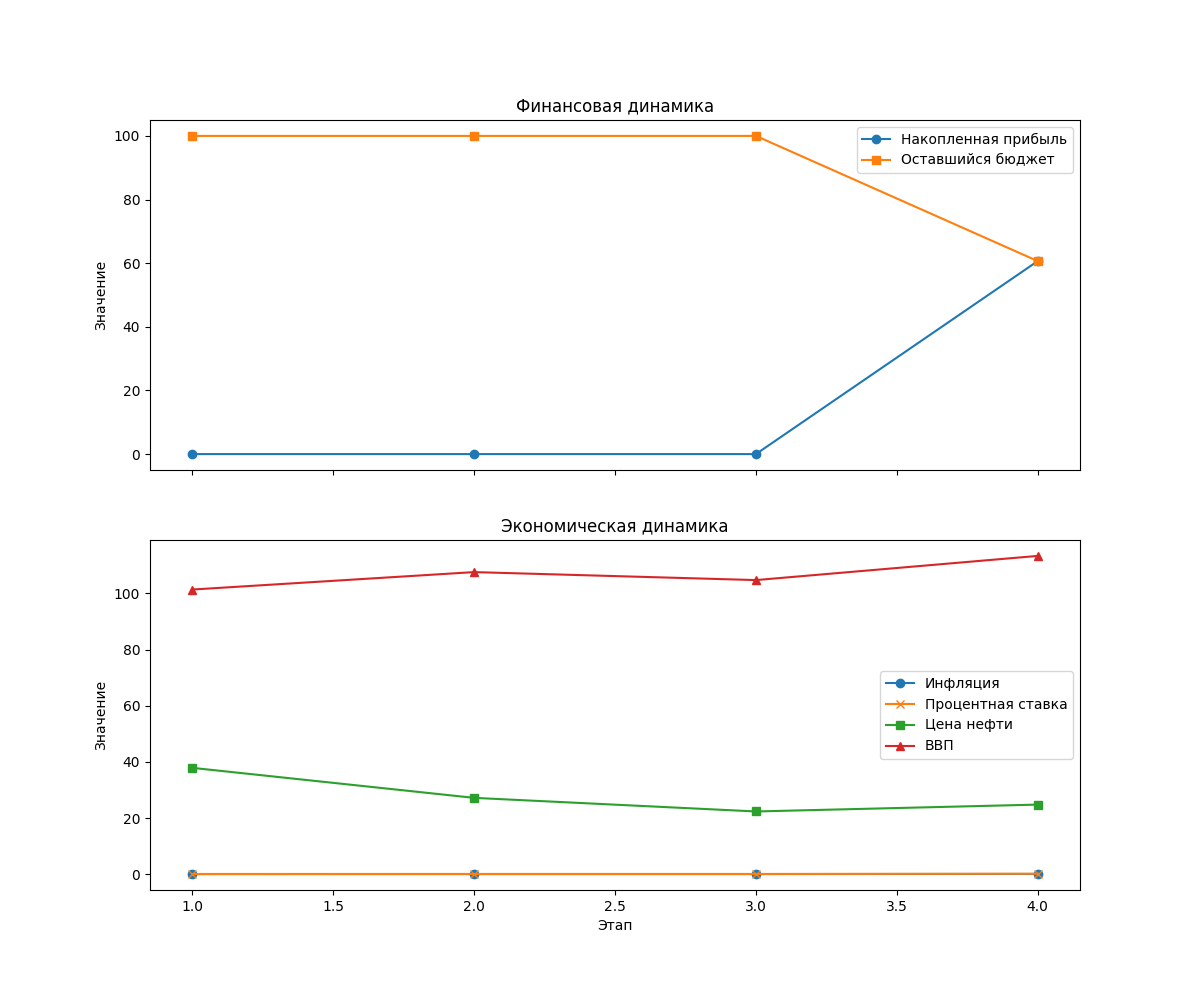 Финансовая динамика
100
80
60
40
20
0
Значение
Накопленная прибыль
Оставшийся бюджет
Экономическая динамика
100
80
60
40
20
0
Значение
Инфляция
Процентная ставка
Цена нефти
ВВП
1.0 1.5 2.0 2.5 3.0 3.5 4.0
Этап